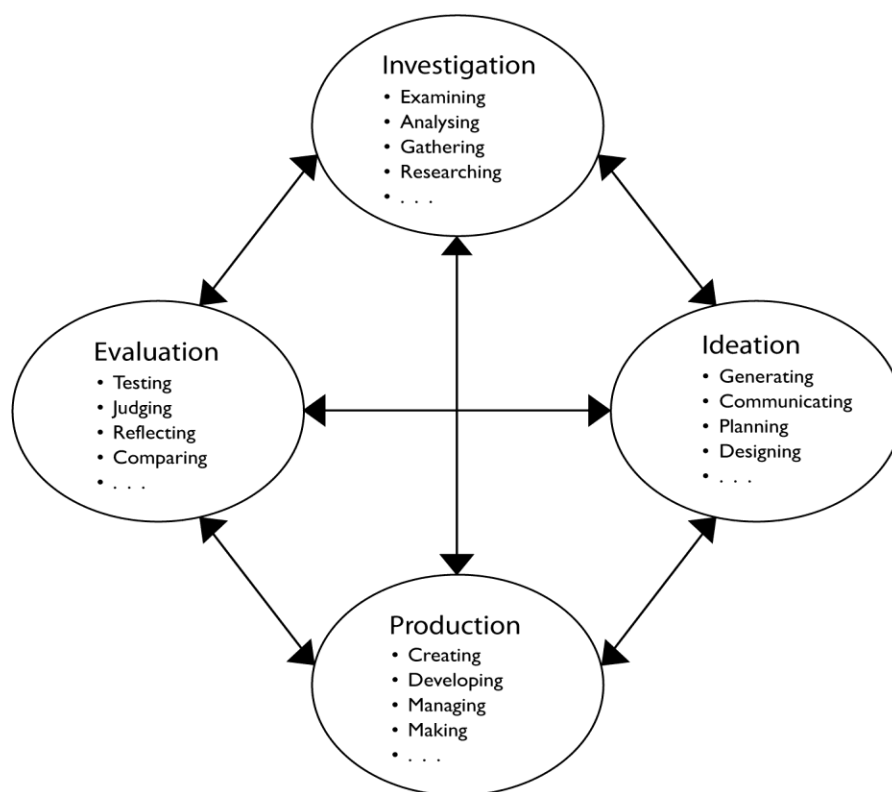 Investigation
• Examining
• Analysing
• Gathering
• Researching
• . . .
Evaluation
• Testing
• Judging
• Reflecting
• Comparing
• . . .
Ideation
• Generating
• Communicating
• Planning
• Designing
• . . .
Production
• Creating
• Developing
• Managing
• Making
• . . .